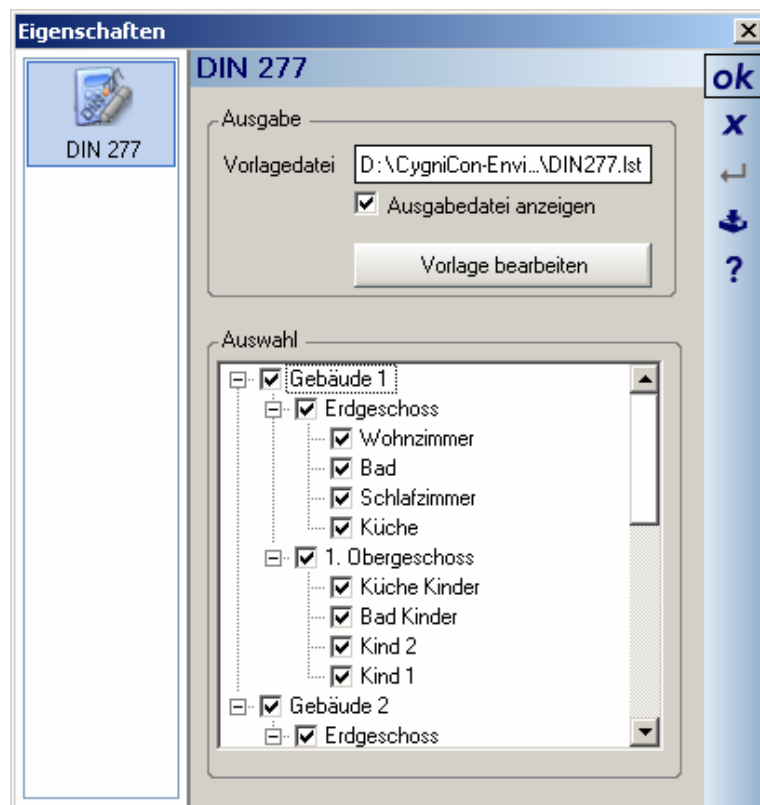 Eigenschaften
DIN 277
DIN 277
ok
x
?
Ausgabe
Vorlagedatei D:\CygniCon-Envi...\DIN277.lst
Ausgabedatei anzeigen
Vorlage bearbeiten
Auswahl
Gebäude 1
Erdgeschoss
Wohnzimmer
Bad
Schlafzimmer
Küche
1. Obergeschoss
Küche Kinder
Bad Kinder
Kind 2
Kind 1
Gebäude 2
Erdgeschoss